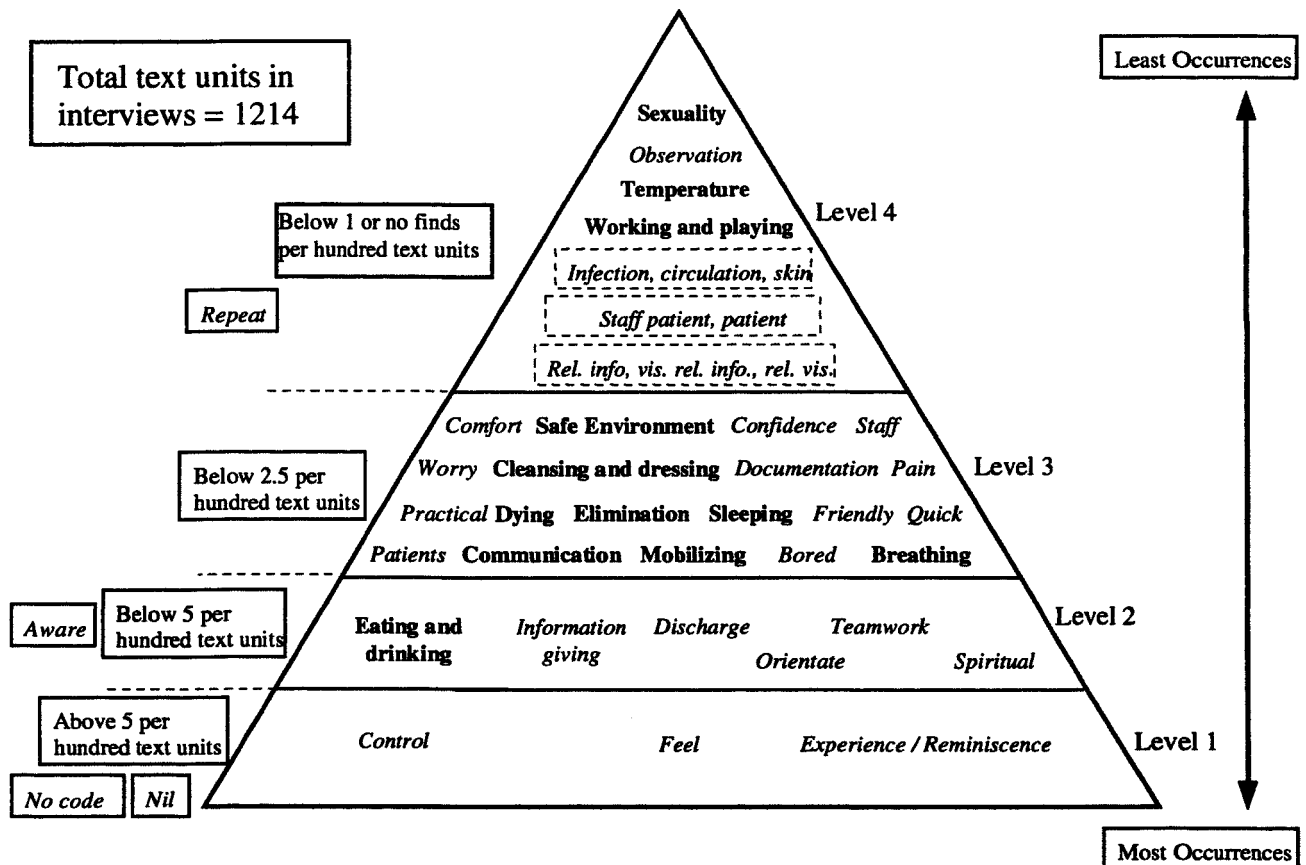 Total text units in
interviews = 1214
Least Occurrences
Sexuality
Observation
Temperature
Working and playing
Level 4
Below 1 or no finds
per hundred text units
Infection, circulation, skin
Repeat
Staff patient, patient
Rel. info, vis. rel. info., rel. vis.
Comfort Safe Environment Confidence Staff
Worry Cleansing and dressing Documentation Pain
Level 3
Below 2.5 per
hundred text units
Practical Dying Elimination Sleeping Friendly Quick
Patients Communication Mobilizing Bored Breathing
Aware
Below 5 per
hundred text units
Eating and
drinking
Information
giving
Discharge
Teamwork
Orientate
Spiritual
Level 2
Above 5 per
hundred text units
Control
Feel
Experience / Reminiscence
Level 1
No code
Nil
Most Occurrences